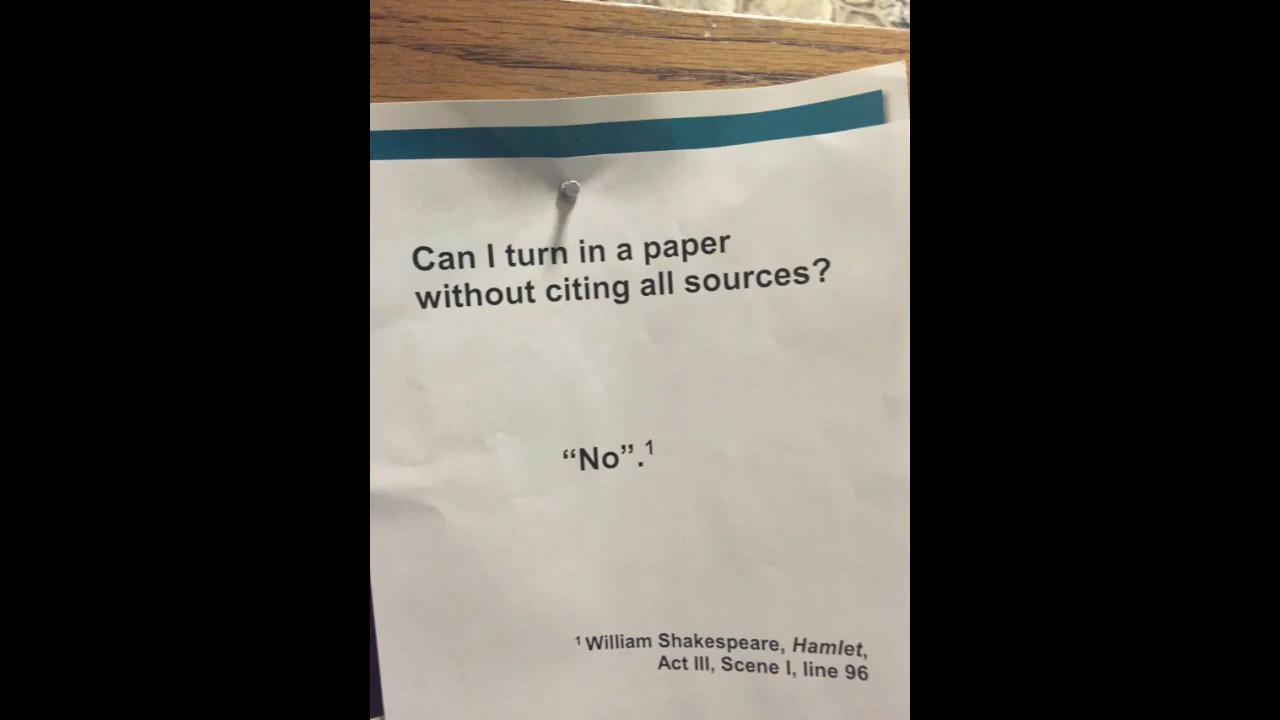 Can I turn in a paper
without citing all sources?
“No”.¹
¹ William Shakespeare, Hamlet,
Act III, Scene I, line 96